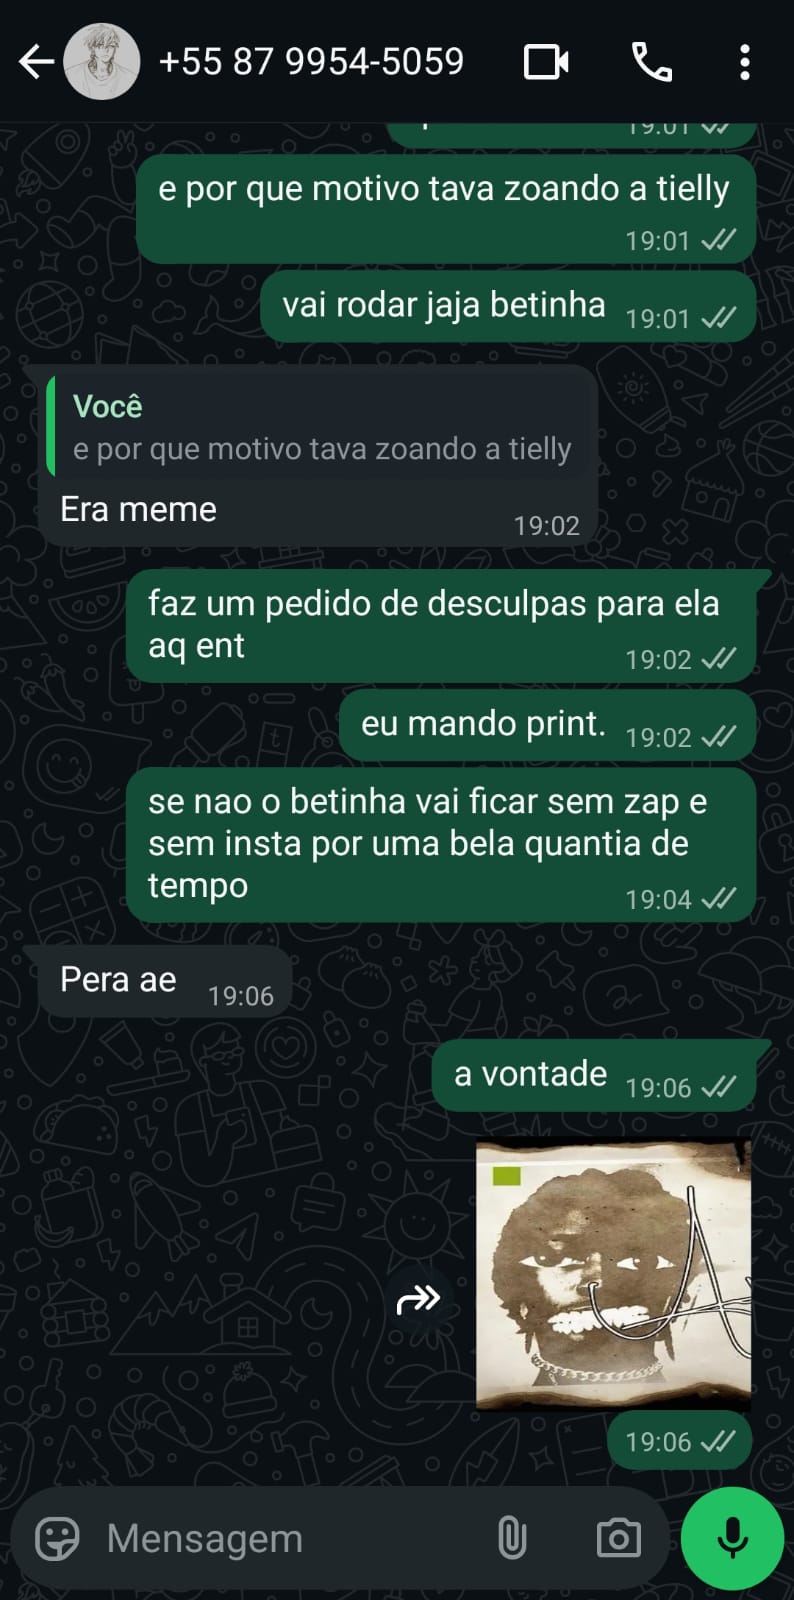 +55 87 9954-5059
19:01
e por que motivo tava zoando a tielly
19:01
vai rodar jaja betinha
19:01
Você
e por que motivo tava zoando a tielly
Era meme
19:02
faz um pedido de desculpas para ela
aq ent
19:02
eu mando print.
19:02
se nao o betinha vai ficar sem zap e
sem insta por uma bela quantia de
tempo
19:04
Pera ae
19:06
a vontade
19:06
19:06
Mensagem